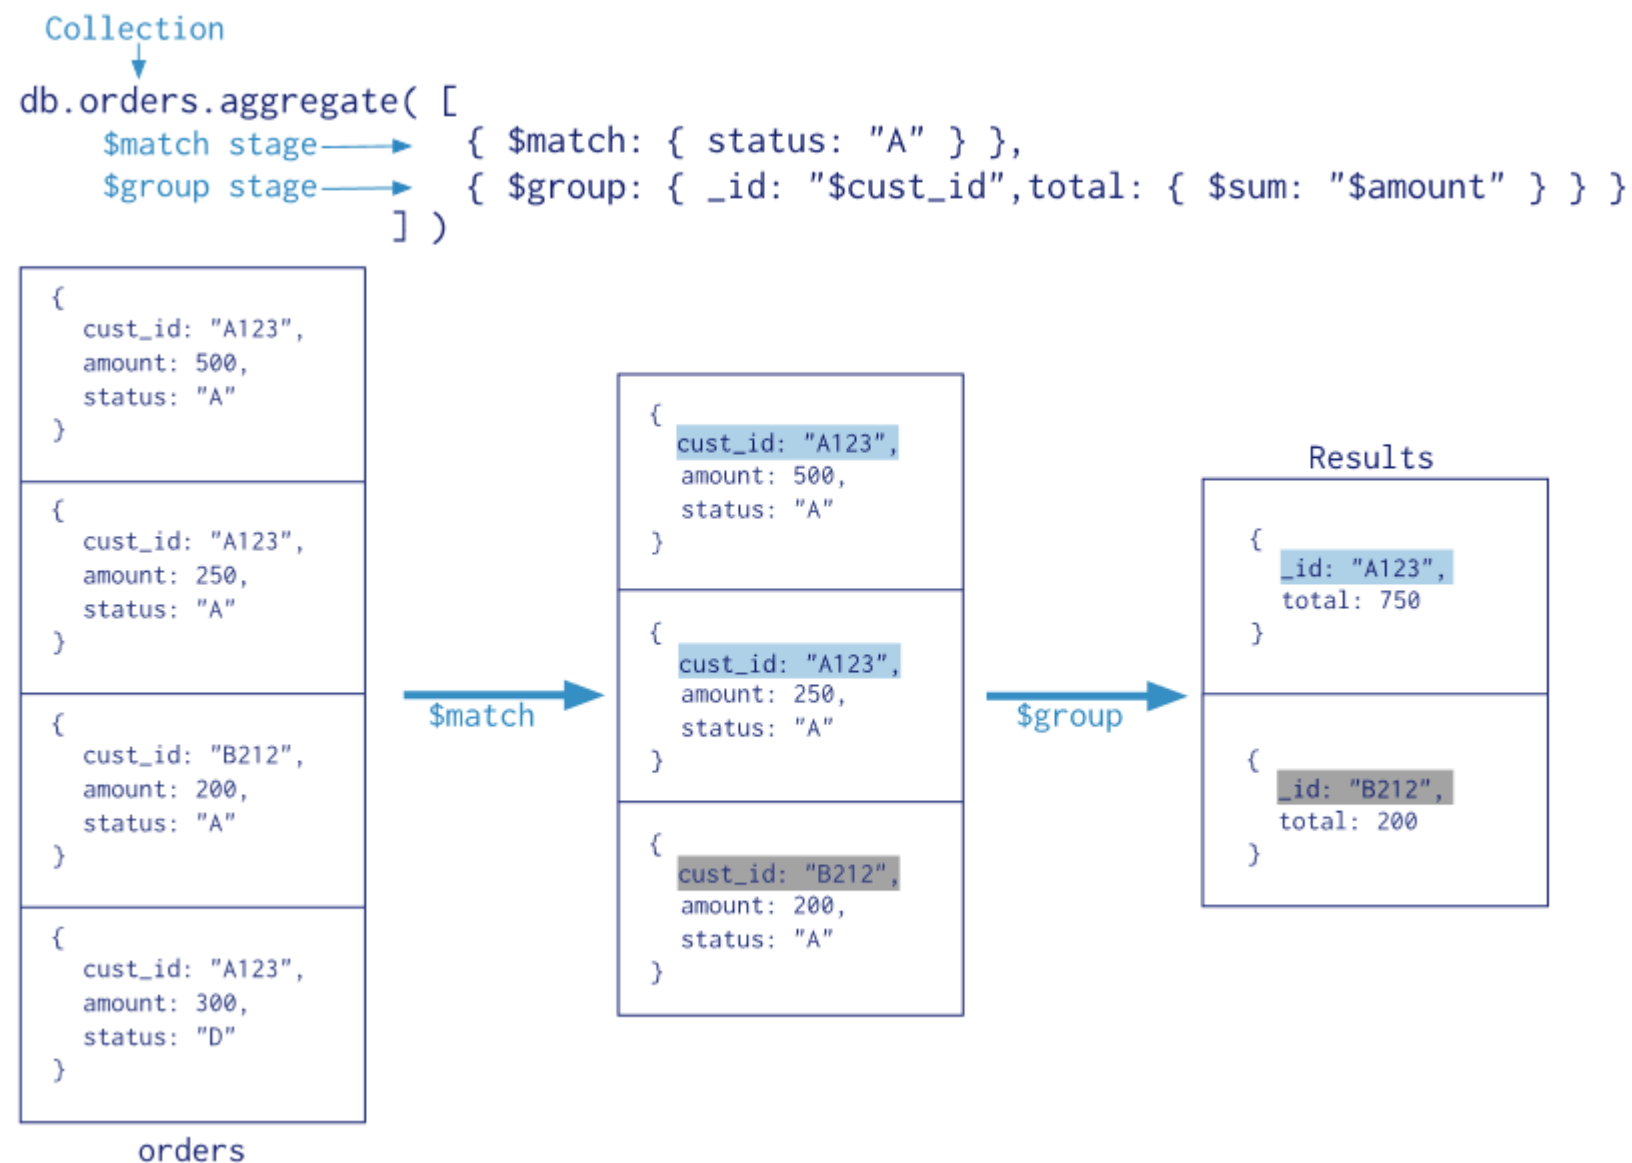 Collection
db.orders.aggregate( [
$match stage
{ $match: { status: "A" } },
$group stage
{ $group: { _id: "$cust_id",total: { $sum: "$amount" } } }
] )
{
cust_id: "A123",
amount: 500,
status: "A"
}
{
cust_id: "A123",
amount: 250,
status: "A"
}
{
cust_id: "B212",
amount: 200,
status: "A"
}
{
cust_id: "A123",
amount: 300,
status: "D"
}
orders
$match
{
cust_id: "A123",
amount: 500,
status: "A"
}
{
cust_id: "A123",
amount: 250,
status: "A"
}
{
cust_id: "B212",
amount: 200,
status: "A"
}
$group
Results
{
_id: "A123",
total: 750
}
{
_id: "B212",
total: 200
}